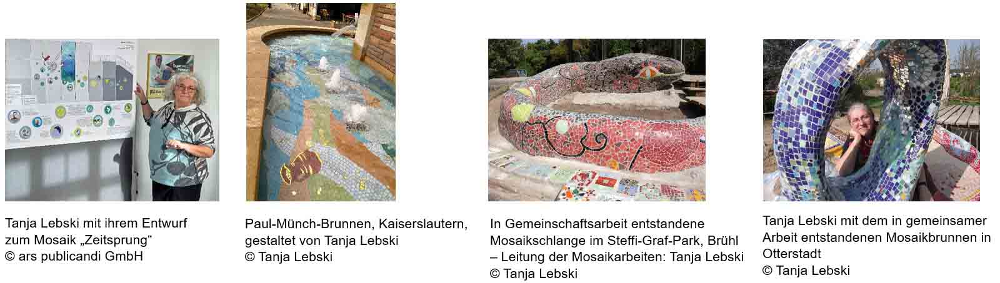 Tanja Lebski mit ihrem Entwurf
zum Mosaik „Zeitsprung“
© ars publicandi GmbH
Paul-Münch-Brunnen, Kaiserslautern,
gestaltet von Tanja Lebski
© Tanja Lebski
In Gemeinschaftsarbeit entstandene
Mosaikschlange im Steffi-Graf-Park, Brühl
– Leitung der Mosaikarbeiten: Tanja Lebski
© Tanja Lebski
Tanja Lebski mit dem in gemeinsamer
Arbeit entstandenen Mosaikbrunnen in
Otterstadt
© Tanja Lebski